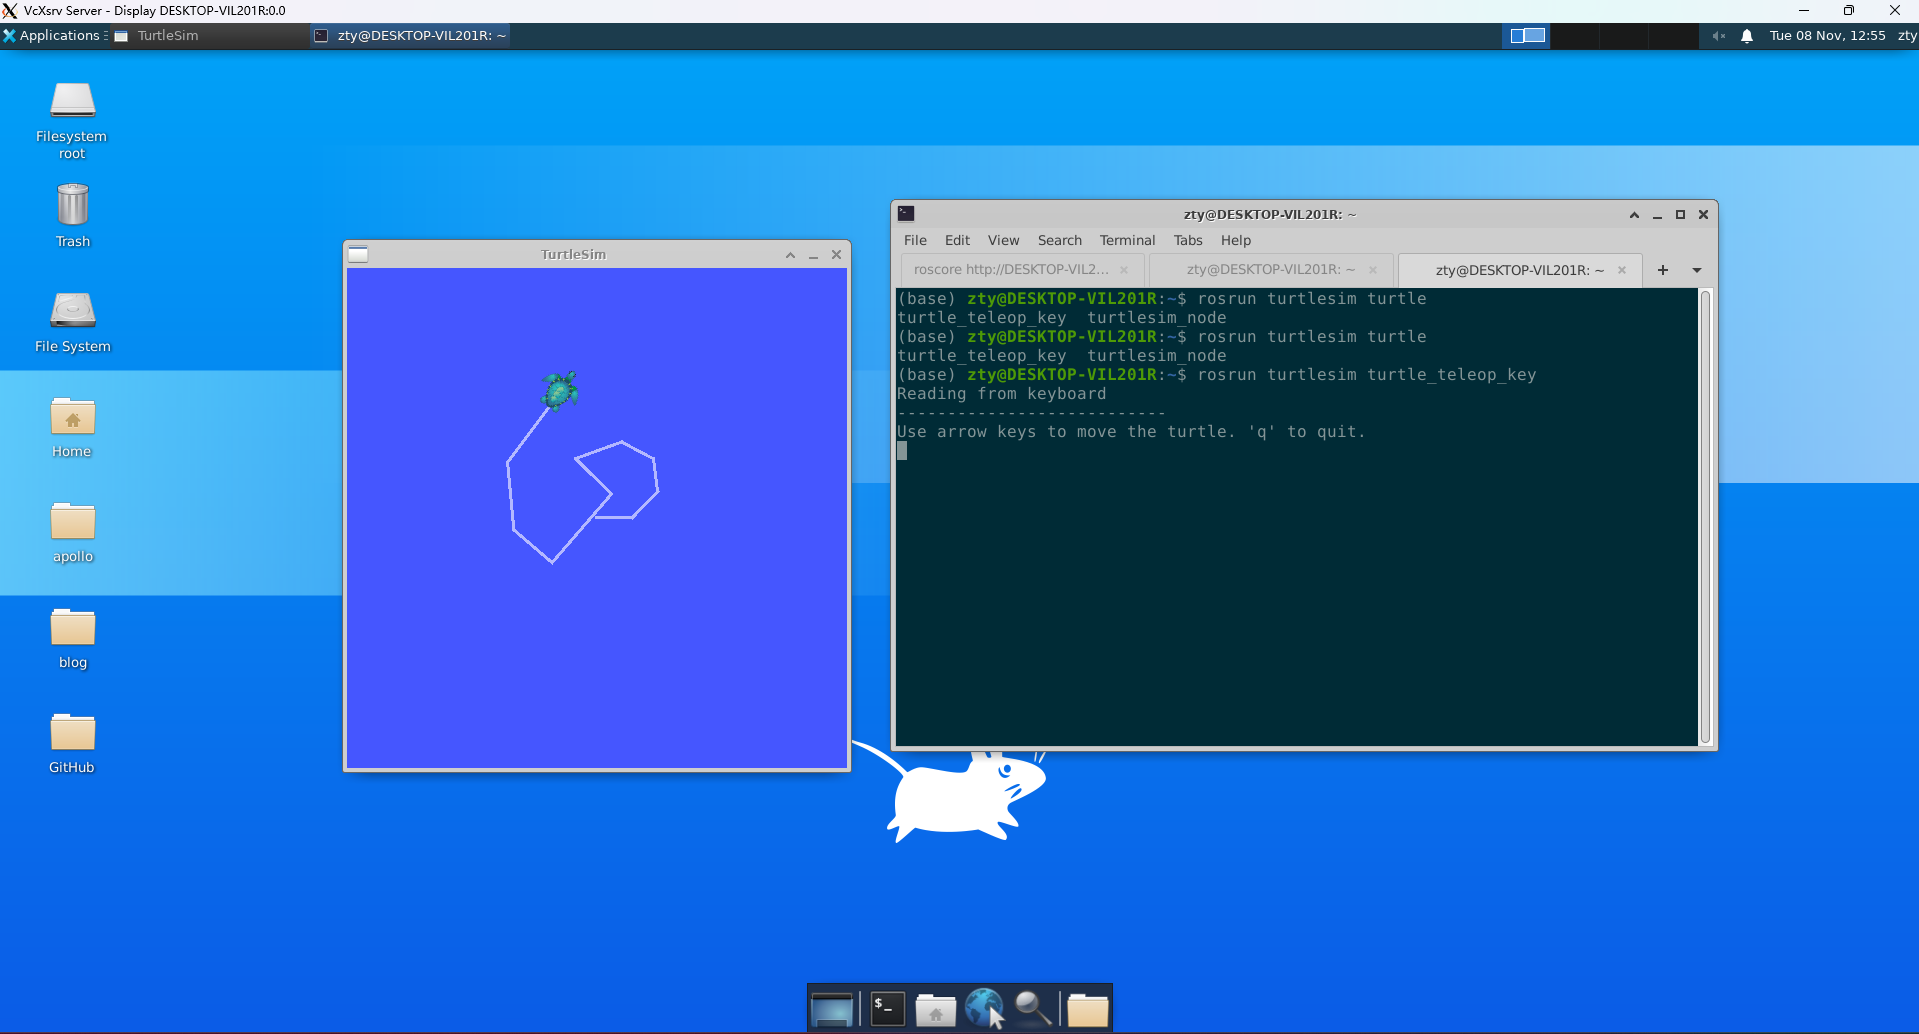 VcXsrv Server - Display DESKTOP-VIL201R:0.0
Applications
TurtleSim
zty@DESKTOP-VIL201R: ~
Tue 08 Nov, 12:55
zty
Filesystem
root
Trash
File System
Home
apollo
blog
GitHub
TurtleSim
zty@DESKTOP-VIL201R: ~
File Edit View Search Terminal Tabs Help
roscore http://DESKTOP-VIL2...
zty@DESKTOP-VIL201R: ~
zty@DESKTOP-VIL201R: ~
(base) zty@DESKTOP-VIL201R:~$ rosrun turtlesim turtle
turtle_teleop_key  turtlesim_node
(base) zty@DESKTOP-VIL201R:~$ rosrun turtlesim turtle
turtle_teleop_key  turtlesim_node
(base) zty@DESKTOP-VIL201R:~$ rosrun turtlesim turtle_teleop_key
Reading from keyboard
---------------------------
Use arrow keys to move the turtle. 'q' to quit.
$_